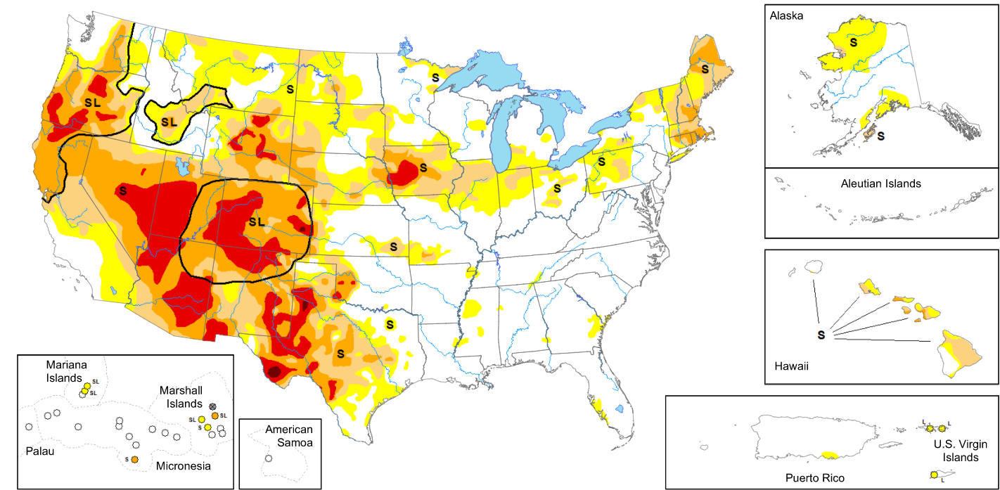 Alaska
S
S
Aleutian Islands
S
Hawaii
SL
SL
S
S
S
S
S
S
S
SL
S
S
S
Mariana
Islands
SL
SL
Marshall
Islands
SL
SL
S
Palau
S
Micronesia
American
Samoa
L
L
U.S. Virgin
Islands
L
Puerto Rico